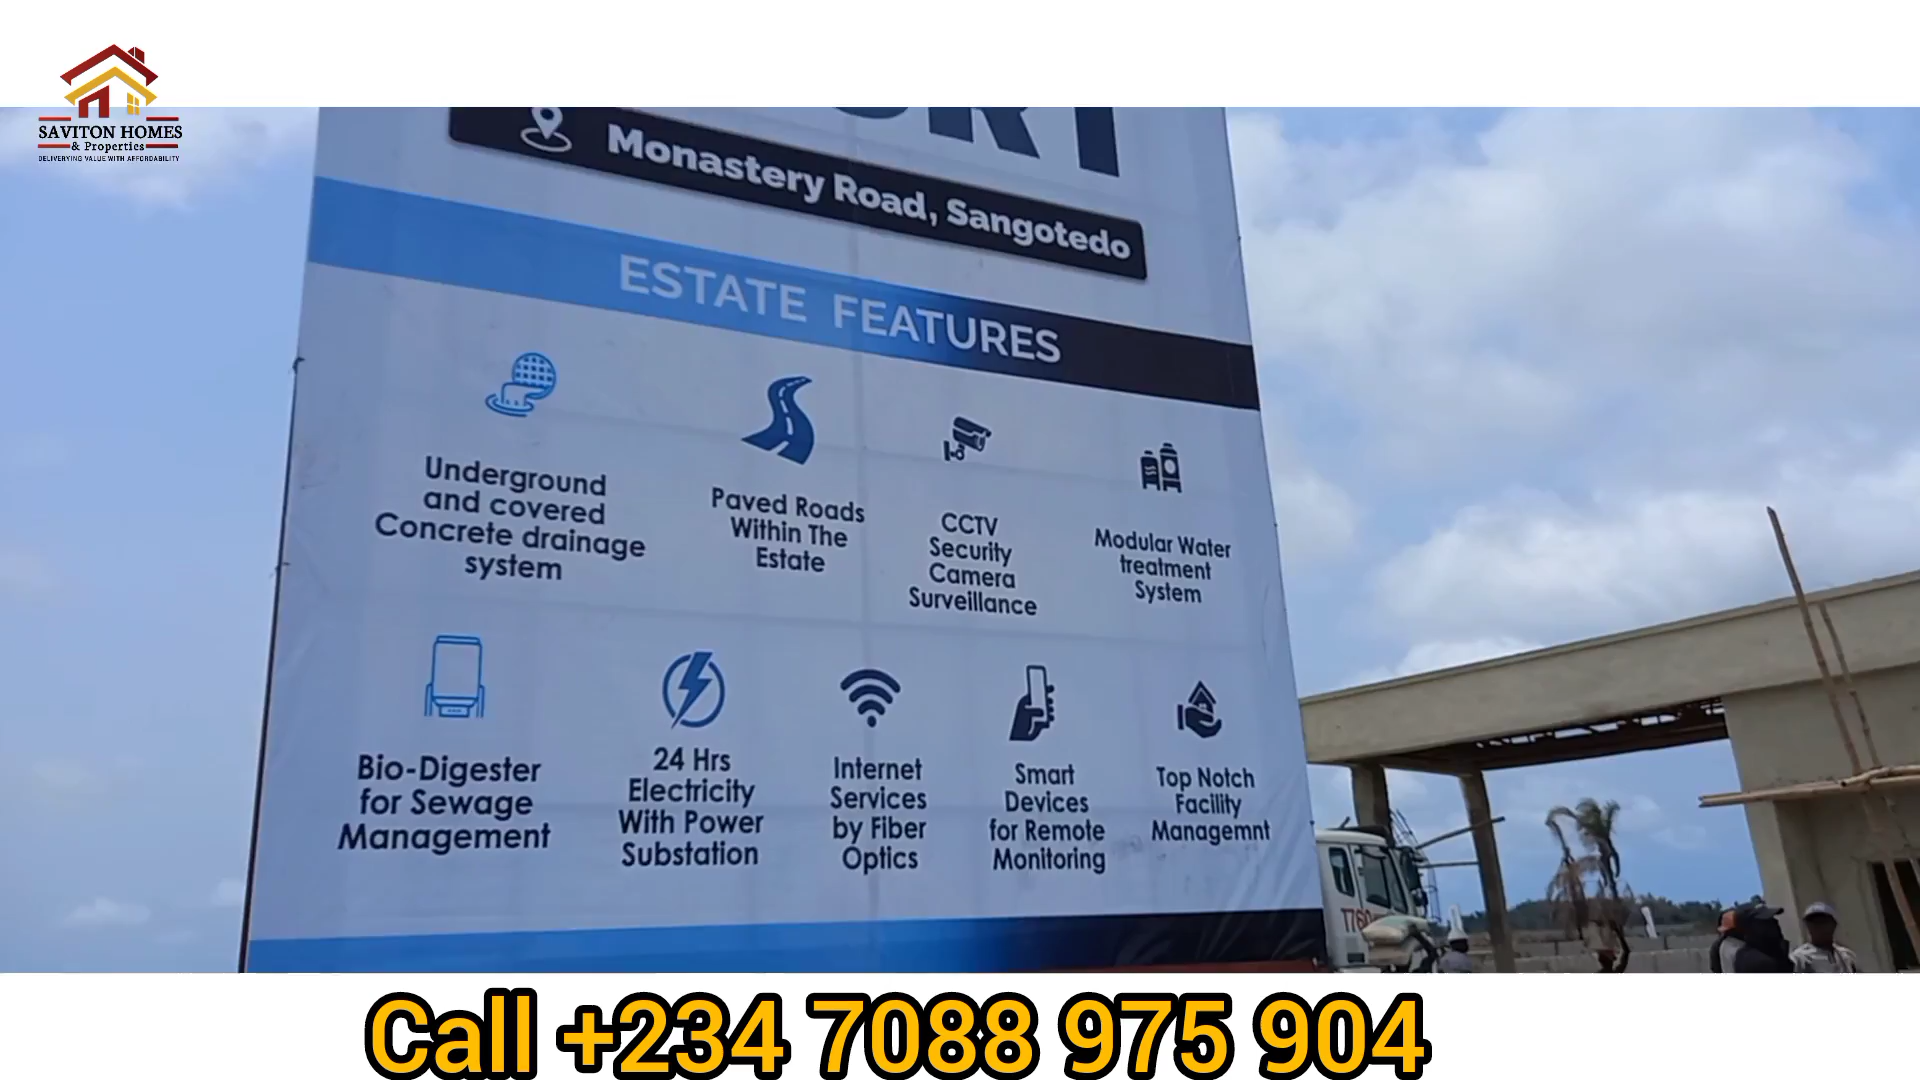 SAVITON HOMES
& Properties
DELIVERYING VALUE WITH AFFORDABILITY
Monastery Road, Sangotedo
ESTATE FEATURES
Underground
and covered
Concrete drainage
system
Paved Roads
Within The
Estate
CCTV
Security
Camera
Surveillance
Modular Water
treatment
System
Bio-Digester
for Sewage
Management
24 Hrs
Electricity
With Power
Substation
Internet
Services
by Fiber
Optics
Smart
Devices
for Remote
Monitoring
Top Notch
Facility
Managemnt
Call +234 7088 975 904